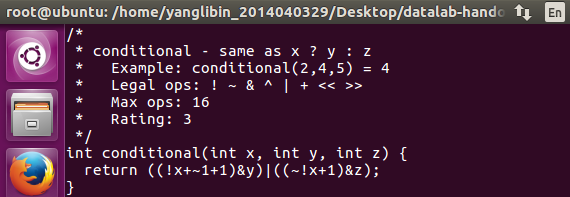 root@ubuntu: /home/yanglibin_2014040329/Desktop/datalab-hando
En
/*
 * conditional - same as x ? y : z
 *   Example: conditional(2,4,5) = 4
 *   Legal ops: ! ~ & ^ | + << >>
 *   Max ops: 16
 *   Rating: 3
 */
int conditional(int x, int y, int z) {
  return ((!x+~1+1)&y)|((~!x+1)&z);
}